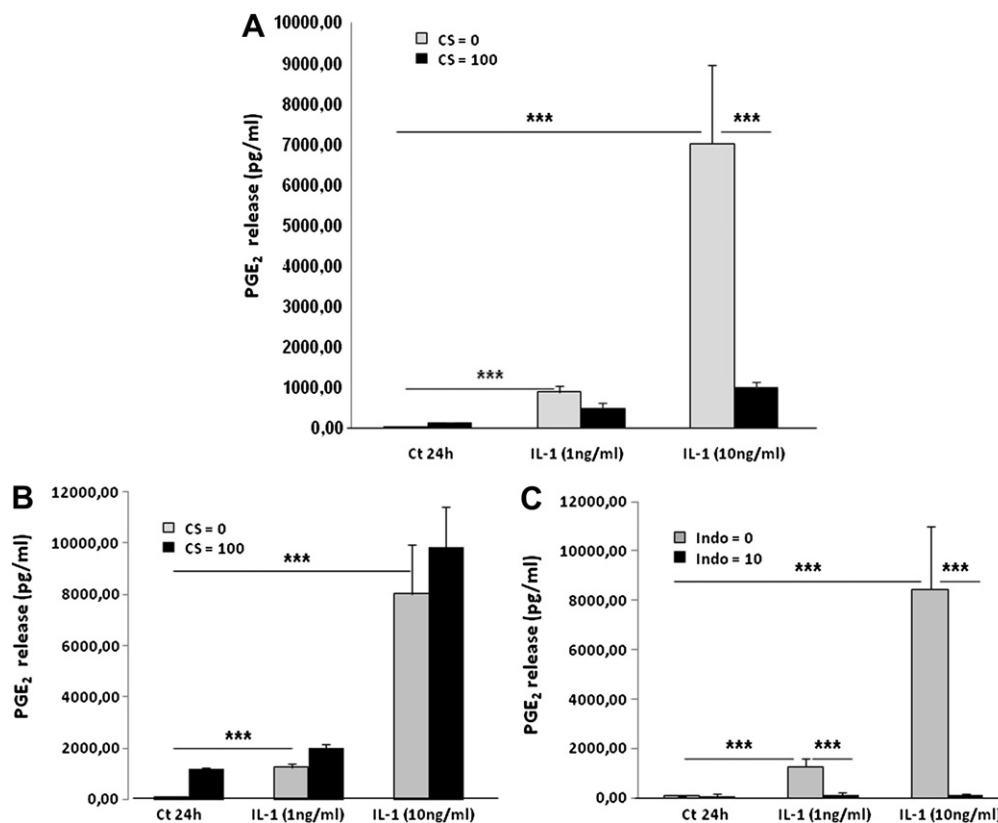 A
CS = 0
CS = 100
PGE₂ release (pg/ml)
10000,00
9000,00
8000,00
7000,00
6000,00
5000,00
4000,00
3000,00
2000,00
1000,00
0,00
***
***
***
Ct 24h IL-1 (1ng/ml) IL-1 (10ng/ml)
B
CS = 0
CS = 100
PGE₂ release (pg/ml)
12000,00
10000,00
8000,00
6000,00
4000,00
2000,00
0,00
***
***
Ct 24h IL-1 (1ng/ml) IL-1 (10ng/ml)
C
Indo = 0
Indo = 10
PGE₂ release (pg/ml)
12000,00
10000,00
8000,00
6000,00
4000,00
2000,00
0,00
*** ***
*** ***
Ct 24h IL-1 (1ng/ml) IL-1 (10ng/ml)